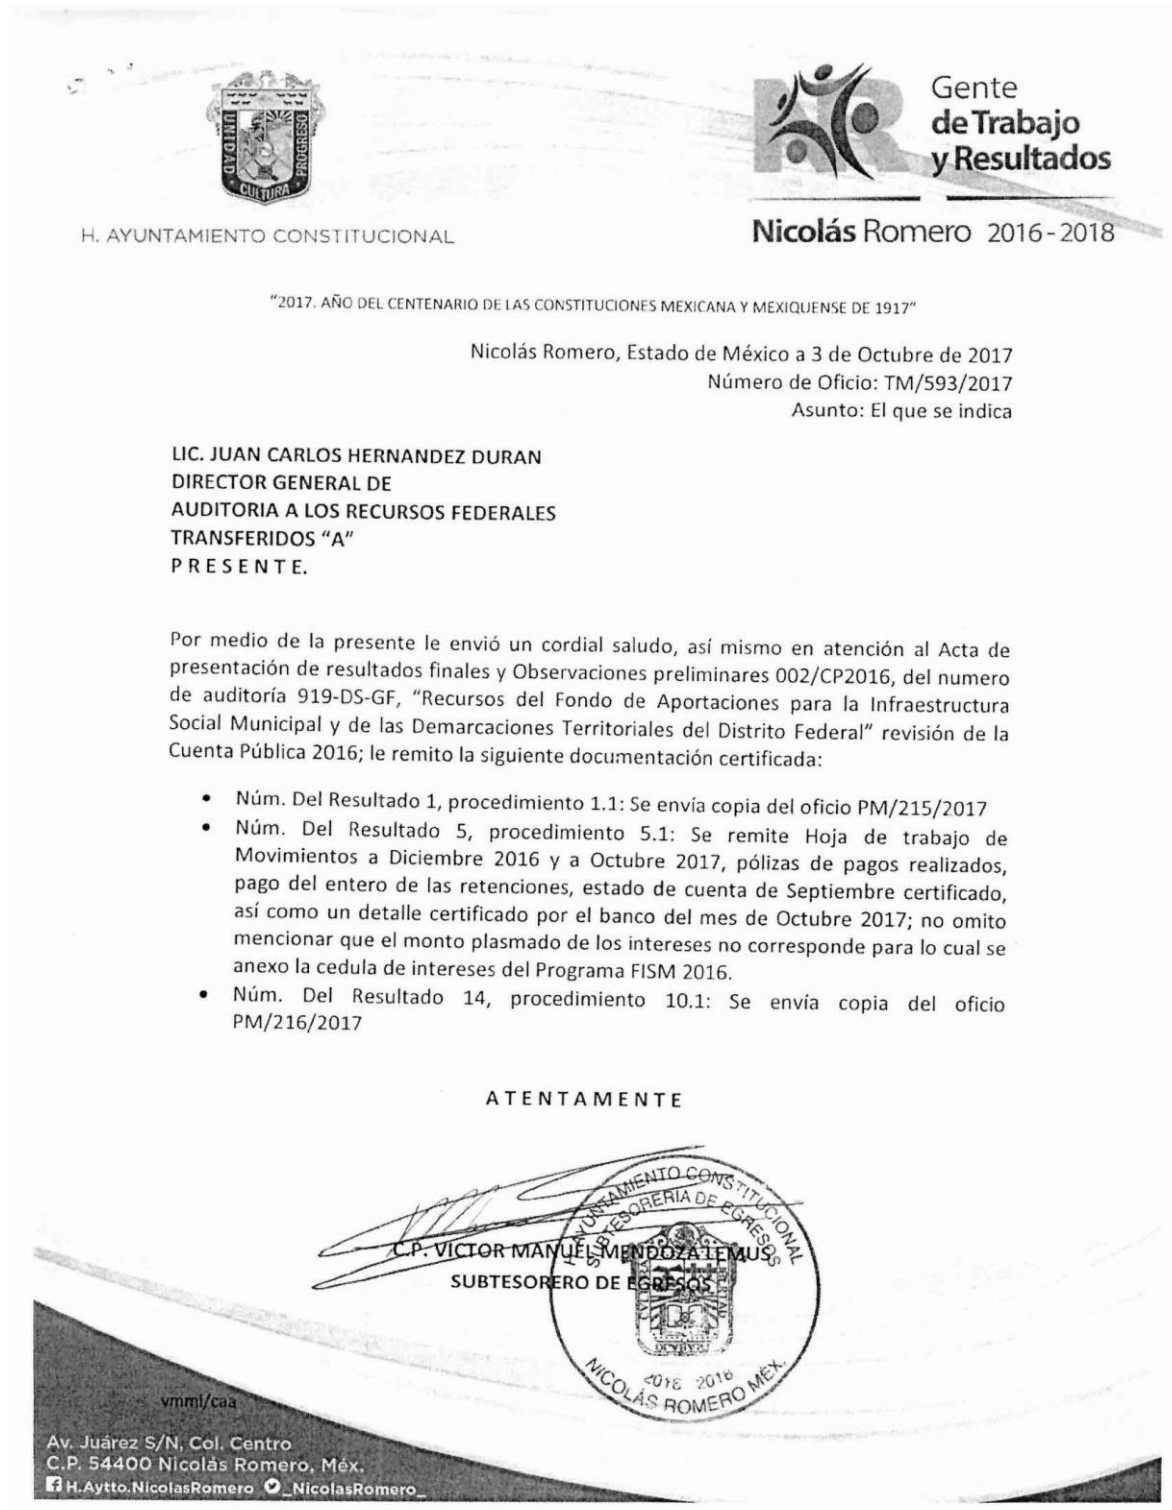 UNIDAD
CULTURA
PROGRESO
H. AYUNTAMIENTO CONSTITUCIONAL
NR
Gente
de Trabajo
y Resultados
Nicolás Romero 2016-2018
"2017. AÑO DEL CENTENARIO DE LAS CONSTITUCIONES MEXICANA Y MEXIQUENSE DE 1917"
Nicolás Romero, Estado de México a 3 de Octubre de 2017
Número de Oficio: TM/593/2017
Asunto: El que se indica
LIC. JUAN CARLOS HERNANDEZ DURAN
DIRECTOR GENERAL DE
AUDITORIA A LOS RECURSOS FEDERALES
TRANSFERIDOS "A"
P R E S E N T E.
Por medio de la presente le envió un cordial saludo, así mismo en atención al Acta de
presentación de resultados finales y Observaciones preliminares 002/CP2016, del numero
de auditoría 919-DS-GF, "Recursos del Fondo de Aportaciones para la Infraestructura
Social Municipal y de las Demarcaciones Territoriales del Distrito Federal" revisión de la
Cuenta Pública 2016; le remito la siguiente documentación certificada:
• Núm. Del Resultado 1, procedimiento 1.1: Se envía copia del oficio PM/215/2017
• Núm. Del Resultado 5, procedimiento 5.1: Se remite Hoja de trabajo de
Movimientos a Diciembre 2016 y a Octubre 2017, pólizas de pagos realizados,
pago del entero de las retenciones, estado de cuenta de Septiembre certificado,
así como un detalle certificado por el banco del mes de Octubre 2017; no omito
mencionar que el monto plasmado de los intereses no corresponde para lo cual se
anexo la cedula de intereses del Programa FISM 2016.
• Núm. Del Resultado 14, procedimiento 10.1: Se envía copia del oficio
PM/216/2017
A T E N T A M E N T E
C.P. VICTOR MANUEL MENDOZA LEMUS
SUBTESORERO DE EGRESOS
H. AYUNTAMIENTO CONSTITUCIONAL
SUBTESORERIA DE EGRESOS
CULTURA
LIBERTAD
TRABAJO
2016 2018
NICOLÁS ROMERO MÉX.
vmml/caa
Av. Juárez S/N, Col. Centro
C.P. 54400 Nicolás Romero, Méx.
H.Aytto.NicolasRomero _NicolasRomero_